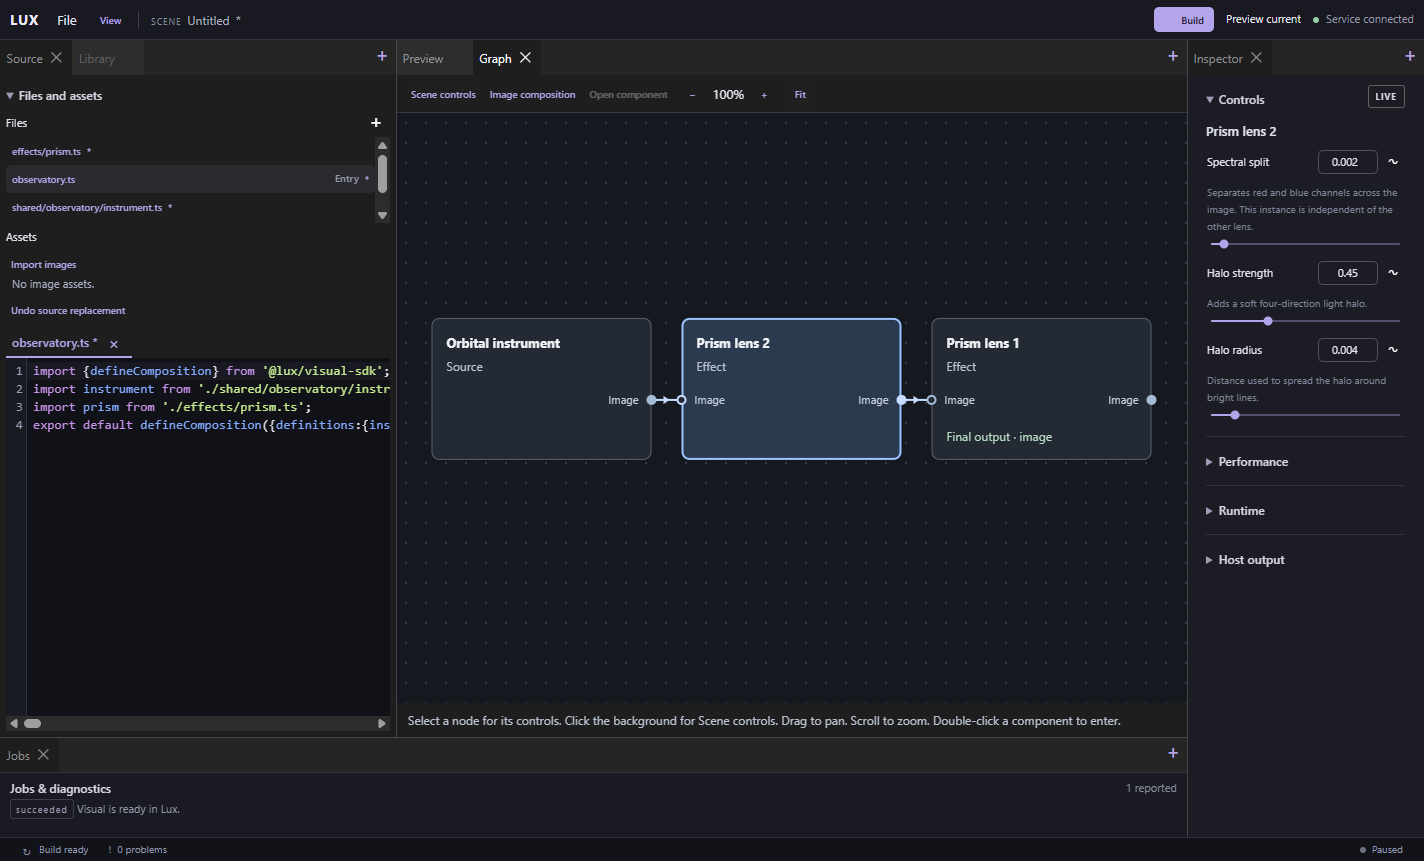 LUX File View SCENE Untitled * Build Preview current Service connected
Source Library +
Files and assets
Files +
effects/prism.ts *
observatory.ts Entry *
shared/observatory/instrument.ts *
Assets
Import images
No image assets.
Undo source replacement
observatory.ts * ×
1 import {defineComposition} from '@lux/visual-sdk';
2 import instrument from './shared/observatory/instr
3 import prism from './effects/prism.ts';
4 export default defineComposition({definitions:{ins
Preview Graph +
Scene controls Image composition Open component − 100% + Fit
Orbital instrument
Source
Image
Prism lens 2
Effect
Image Image
Prism lens 1
Effect
Image Image
Final output · image
Select a node for its controls. Click the background for Scene controls. Drag to pan. Scroll to zoom. Double-click a component to enter.
Inspector +
Controls LIVE
Prism lens 2
Spectral split 0.002
Separates red and blue channels across the
image. This instance is independent of the
other lens.
Halo strength 0.45
Adds a soft four-direction light halo.
Halo radius 0.004
Distance used to spread the halo around
bright lines.
Performance
Runtime
Host output
Jobs +
Jobs & diagnostics 1 reported
succeeded Visual is ready in Lux.
Build ready ! 0 problems Paused